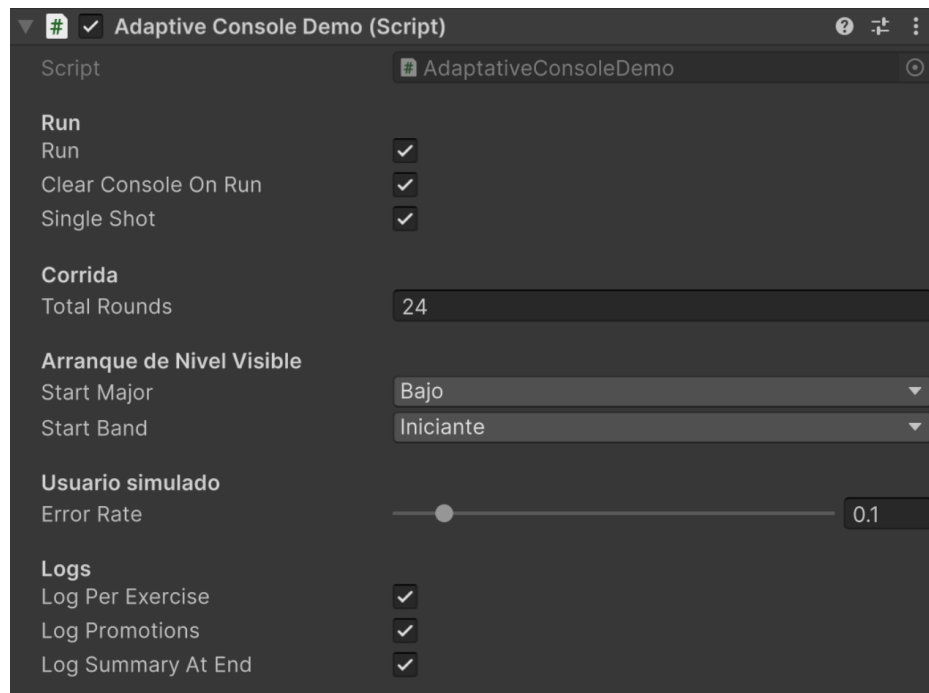 Adaptive Console Demo (Script)
Script AdaptativeConsoleDemo
Run
Run
Clear Console On Run
Single Shot
Corrida
Total Rounds 24
Arranque de Nivel Visible
Start Major Bajo
Start Band Iniciante
Usuario simulado
Error Rate 0.1
Logs
Log Per Exercise
Log Promotions
Log Summary At End